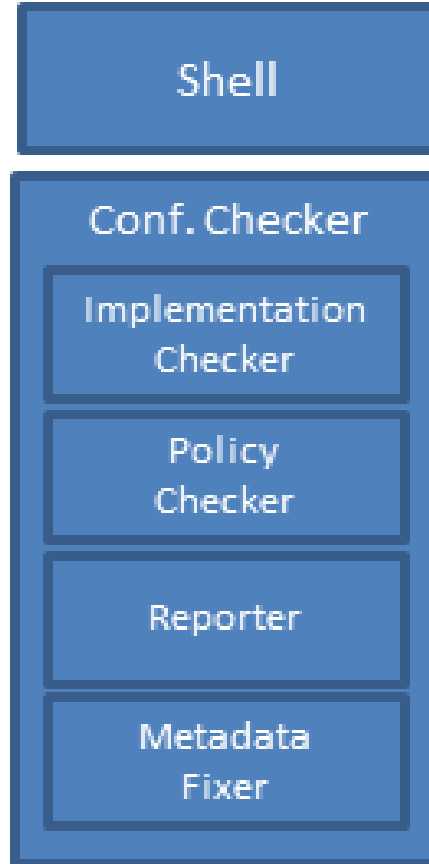 Shell
Conf. Checker
Implementation
Checker
Policy
Checker
Reporter
Metadata
Fixer